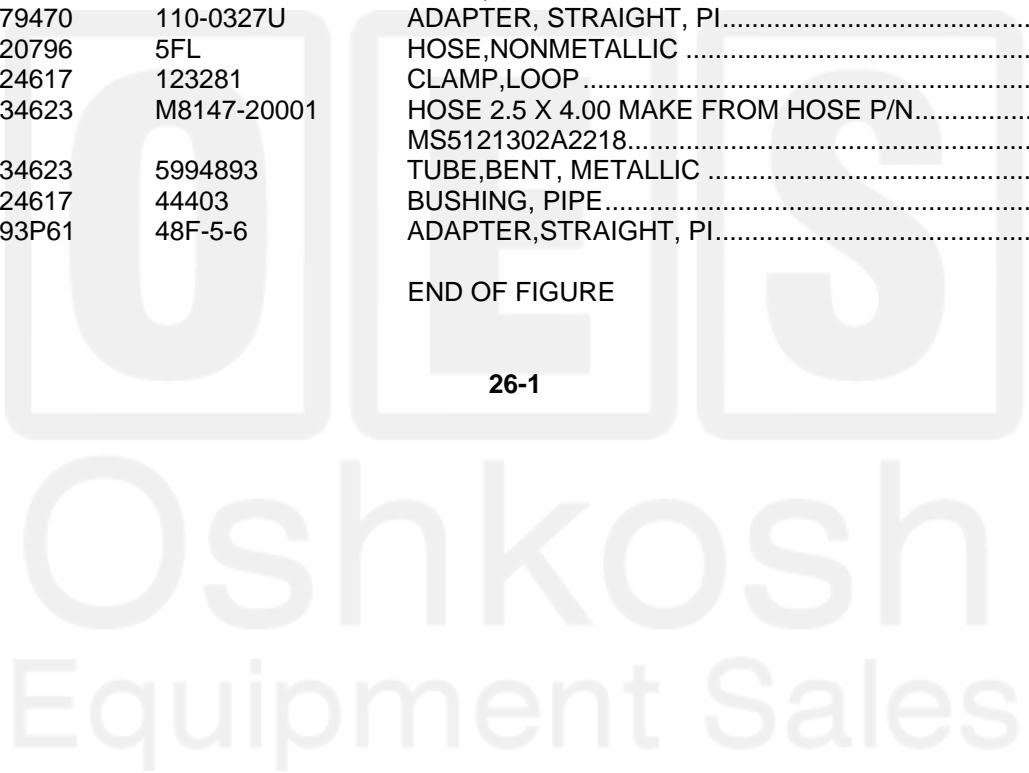 79470 110-0327U ADAPTER, STRAIGHT, PI........................................
20796 5FL HOSE,NONMETALLIC ........................................
24617 123281 CLAMP,LOOP........................................
34623 M8147-20001 HOSE 2.5 X 4.00 MAKE FROM HOSE P/N................
MS5121302A2218........................................
34623 5994893 TUBE,BENT, METALLIC ........................................
24617 44403 BUSHING, PIPE........................................
93P61 48F-5-6 ADAPTER,STRAIGHT, PI........................................
END OF FIGURE
26-1
OES
Oshkosh
Equipment Sales